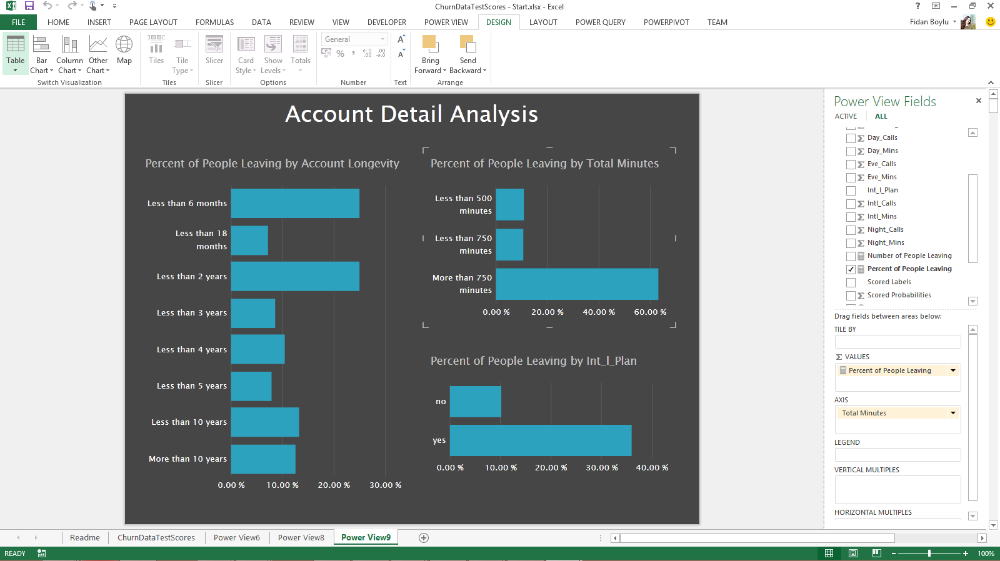 ChurnDataTestScores - Start.xlsx - Excel
FILE HOME INSERT PAGE LAYOUT FORMULAS DATA REVIEW VIEW DEVELOPER POWER VIEW DESIGN LAYOUT POWER QUERY POWERPIVOT TEAM Fidan Boylu
Table
Bar Chart
Column Chart
Other Chart
Map
Switch Visualization
Tiles
Tile Type
Tiles
Slicer
Slicer
Card Style
Show Levels
Totals
Options
General
Number
Text
Bring Forward
Send Backward
Arrange
Account Detail Analysis
Percent of People Leaving by Account Longevity
Less than 6 months
Less than 18
months
Less than 2 years
Less than 3 years
Less than 4 years
Less than 5 years
Less than 10 years
More than 10 years
0.00 % 10.00 % 20.00 % 30.00 %
Percent of People Leaving by Total Minutes
Less than 500
minutes
Less than 750
minutes
More than 750
minutes
0.00 % 20.00 % 40.00 % 60.00 %
Percent of People Leaving by Int_l_Plan
no
yes
0.00 % 10.00 % 20.00 % 30.00 % 40.00 %
Power View Fields
ACTIVE ALL
Day_Calls
Day_Mins
Eve_Calls
Eve_Mins
Int_l_Plan
Intl_Calls
Intl_Mins
Night_Calls
Night_Mins
Number of People Leaving
Percent of People Leaving
Scored Labels
Scored Probabilities
Drag fields between areas below:
TILE BY
Σ VALUES
Percent of People Leaving
AXIS
Total Minutes
LEGEND
VERTICAL MULTIPLES
HORIZONTAL MULTIPLES
Readme ChurnDataTestScores Power View6 Power View8 Power View9
READY 100%